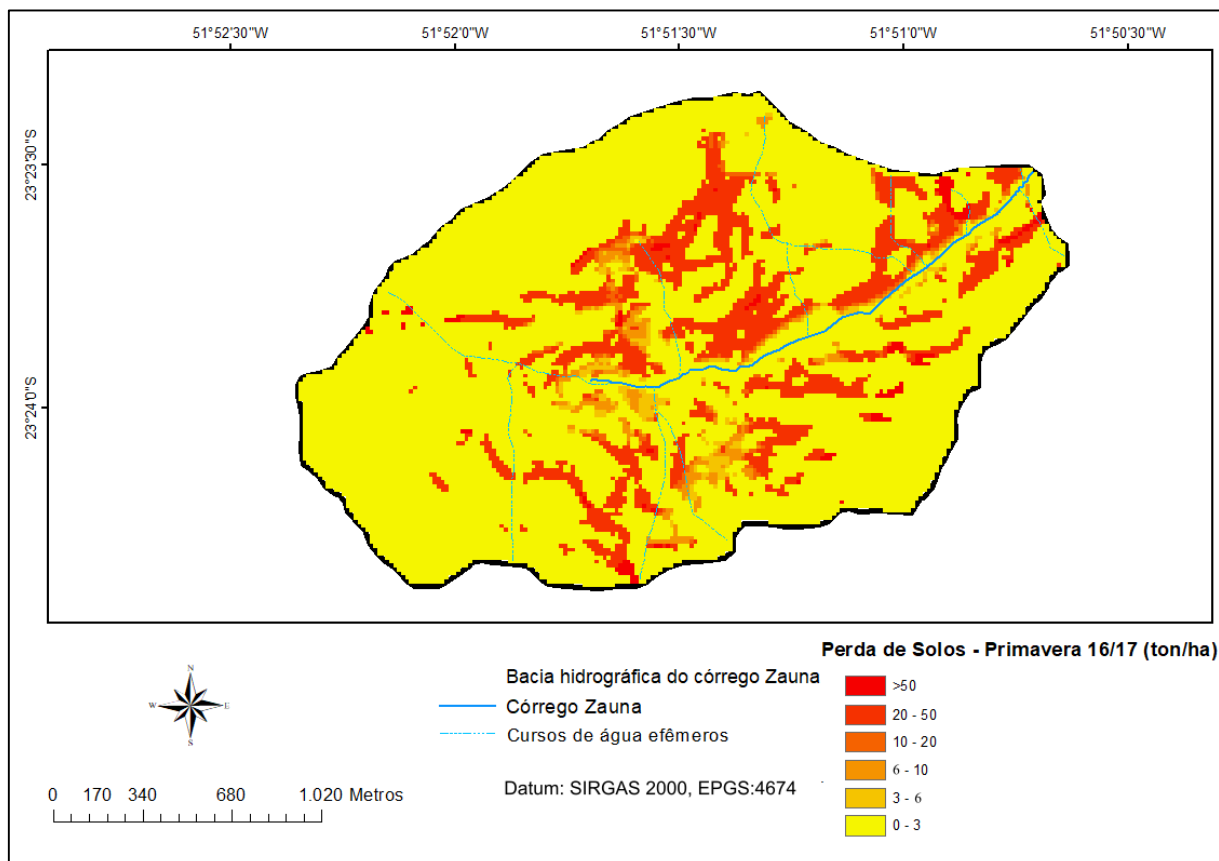 51°52'30"W 51°52'0"W 51°51'30"W 51°51'0"W 51°50'30"W
23°23'30"S
23°24'0"S
Perda de Solos - Primavera 16/17 (ton/ha)
>50
20 - 50
10 - 20
6 - 10
3 - 6
0 - 3
N
W E
S
Bacia hidrográfica do córrego Zauna
Córrego Zauna
Cursos de água efêmeros
Datum: SIRGAS 2000, EPGS:4674
0 170 340 680 1.020 Metros